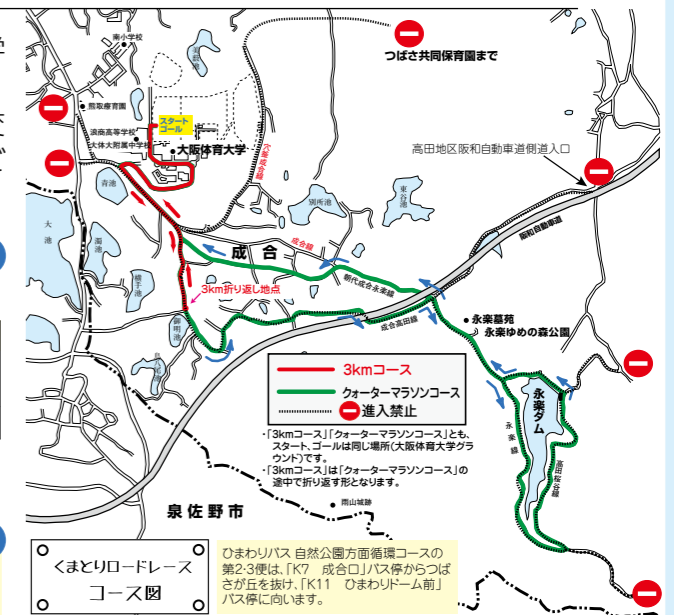 南小学校
つばさ共同保育園まで
熊取療育園
スタート
ゴール
浪商高等学校
大体大附属中学校
大阪体育大学
高田地区阪和自動車道側道入口
青池
大池
別所池
東谷池
成合
成合線
朝代成合永楽線
阪和自動車道
3km折り返し地点
御明池
成合高田線
永楽墓苑
永楽ゆめの森公園
永楽ダム
永楽線
3kmコース
クォーターマラソンコース
進入禁止
・「3kmコース」「クォーターマラソンコース」とも、
スタート、ゴールは同じ場所(大阪体育大学グラ
ウンド)です。
・「3kmコース」は「クォーターマラソンコース」の
途中で折り返す形となります。
雨山城跡
泉佐野市
くまとりロードレース
コース図
ひまわりバス 自然公園方面循環コースの
第2・3便は、「K7 成合口」バス停からつば
さが丘を抜け、「K11 ひまわりドーム前」
バス停に向います。